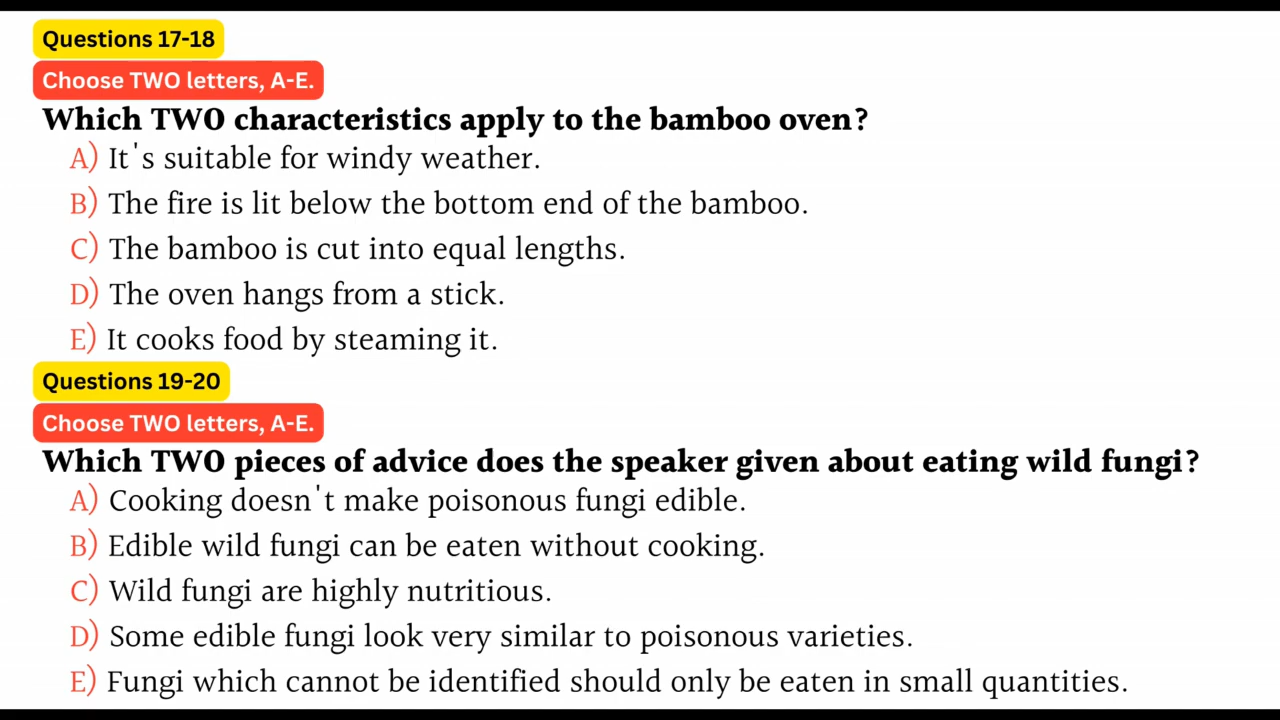 Questions 17-18
Choose TWO letters, A-E.
Which TWO characteristics apply to the bamboo oven?
A) It's suitable for windy weather.
B) The fire is lit below the bottom end of the bamboo.
C) The bamboo is cut into equal lengths.
D) The oven hangs from a stick.
E) It cooks food by steaming it.
Questions 19-20
Choose TWO letters, A-E.
Which TWO pieces of advice does the speaker given about eating wild fungi?
A) Cooking doesn't make poisonous fungi edible.
B) Edible wild fungi can be eaten without cooking.
C) Wild fungi are highly nutritious.
D) Some edible fungi look very similar to poisonous varieties.
E) Fungi which cannot be identified should only be eaten in small quantities.